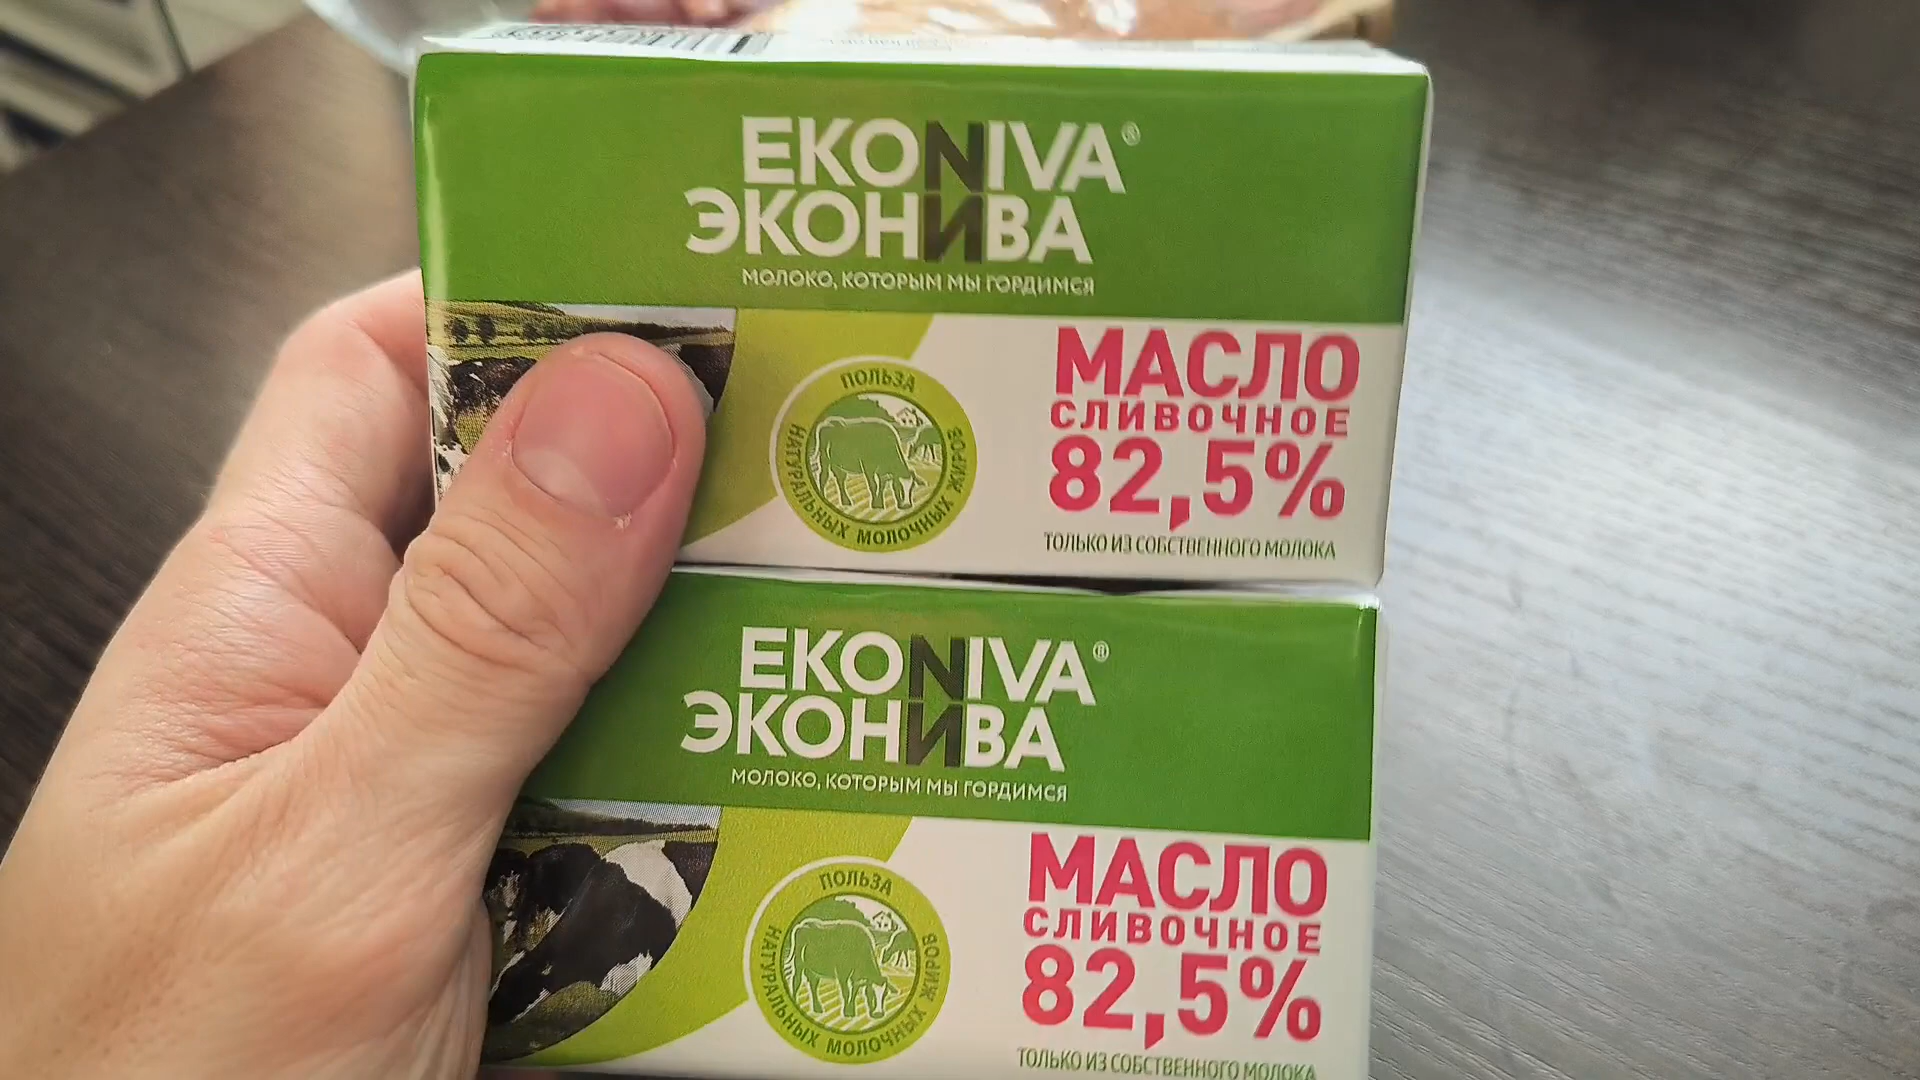 EKONIVA®
ЭКОНИВА
МОЛОКО, КОТОРЫМ МЫ ГОРДИМСЯ
ПОЛЬЗА
НАТУРАЛЬНЫХ МОЛОЧНЫХ ЖИРОВ
МАСЛО
СЛИВОЧНОЕ
82,5%
ТОЛЬКО ИЗ СОБСТВЕННОГО МОЛОКА
EKONIVA®
ЭКОНИВА
МОЛОКО, КОТОРЫМ МЫ ГОРДИМСЯ
ПОЛЬЗА
НАТУРАЛЬНЫХ МОЛОЧНЫХ ЖИРОВ
МАСЛО
СЛИВОЧНОЕ
82,5%
ТОЛЬКО ИЗ СОБСТВЕННОГО МОЛОКА